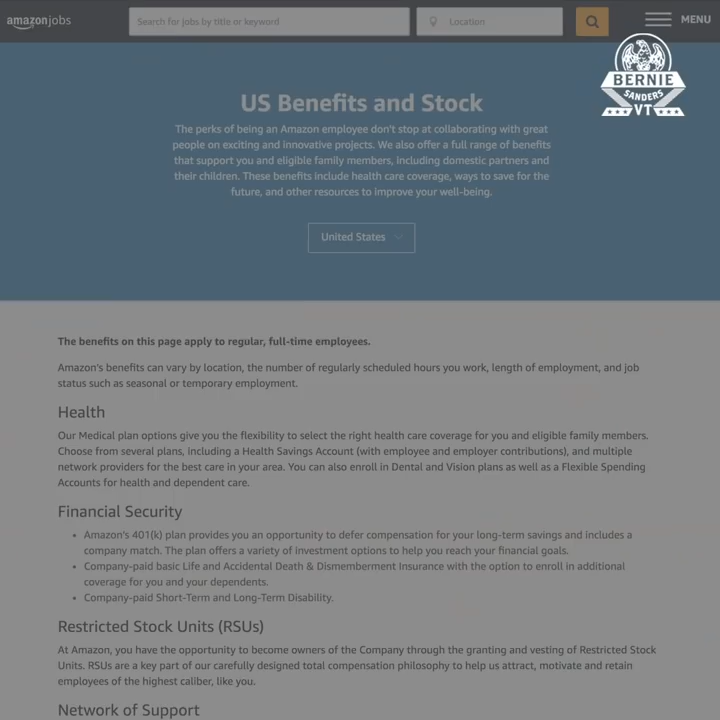 amazonjobs
Search for jobs by title or keyword
Location
MENU
BERNIE
SANDERS
VT
US Benefits and Stock
The perks of being an Amazon employee don't stop at collaborating with great
people on exciting and innovative projects. We also offer a full range of benefits
that support you and eligible family members, including domestic partners and
their children. These benefits include health care coverage, ways to save for the
future, and other resources to improve your well-being.
United States
The benefits on this page apply to regular, full-time employees.
Amazon's benefits can vary by location, the number of regularly scheduled hours you work, length of employment, and job
status such as seasonal or temporary employment.
Health
Our Medical plan options give you the flexibility to select the right health care coverage for you and eligible family members.
Choose from several plans, including a Health Savings Account (with employee and employer contributions), and multiple
network providers for the best care in your area. You can also enroll in Dental and Vision plans as well as a Flexible Spending
Accounts for health and dependent care.
Financial Security
• Amazon's 401(k) plan provides you an opportunity to defer compensation for your long-term savings and includes a
company match. The plan offers a variety of investment options to help you reach your financial goals.
• Company-paid basic Life and Accidental Death & Dismemberment Insurance with the option to enroll in additional
coverage for you and your dependents.
• Company-paid Short-Term and Long-Term Disability.
Restricted Stock Units (RSUs)
At Amazon, you have the opportunity to become owners of the Company through the granting and vesting of Restricted Stock
Units. RSUs are a key part of our carefully designed total compensation philosophy to help us attract, motivate and retain
employees of the highest caliber, like you.
Network of Support